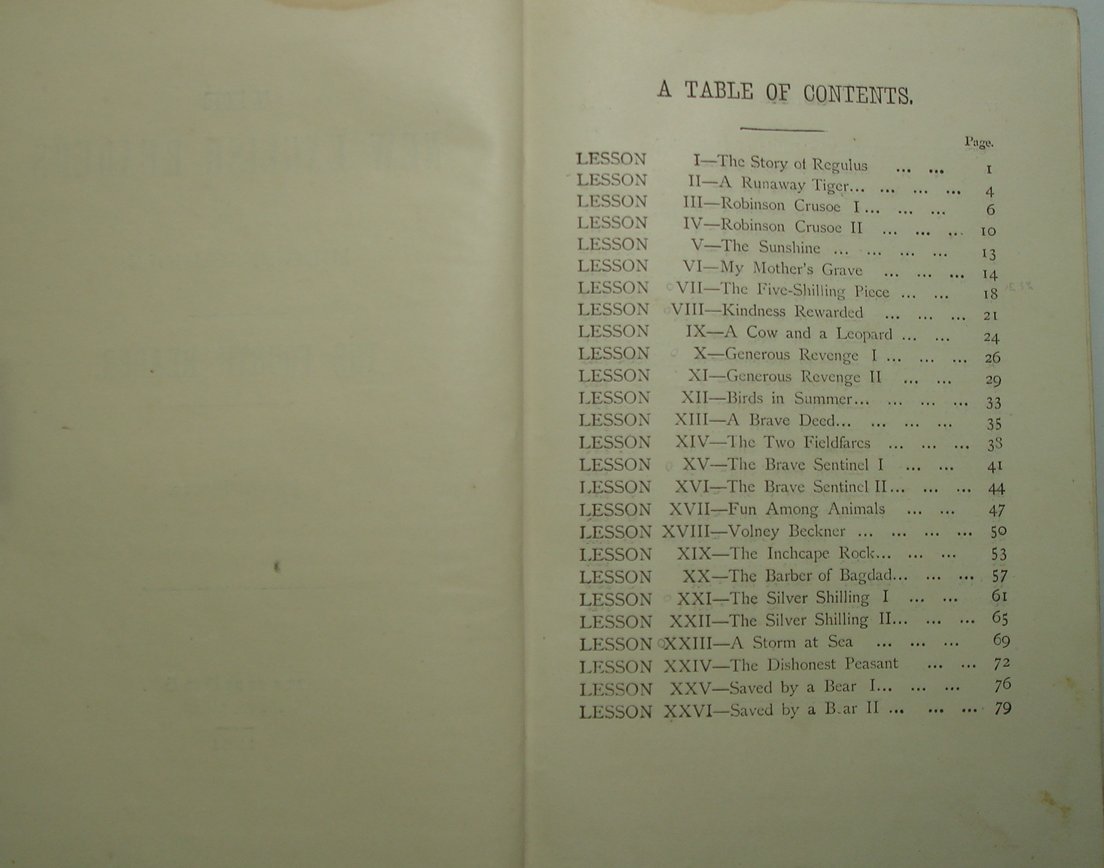 A TABLE OF CONTENTS.
Page.
LESSON I—The Story of Regulus ... ... 1
LESSON II—A Runaway Tiger... ... ... ... 4
LESSON III—Robinson Crusoe I ... ... ... 6
LESSON IV—Robinson Crusoe II ... ... ... 10
LESSON V—The Sunshine ... ... ... ... 13
LESSON VI—My Mother's Grave ... ... ... 14
LESSON VII—The Five-Shilling Piece ... ... 18
LESSON VIII—Kindness Rewarded ... ... ... 21
LESSON IX—A Cow and a Leopard ... ... 24
LESSON X—Generous Revenge I ... ... ... 26
LESSON XI—Generous Revenge II ... ... 29
LESSON XII—Birds in Summer... ... ... ... 33
LESSON XIII—A Brave Deed... ... ... ... 35
LESSON XIV—The Two Fieldfares ... ... ... 38
LESSON XV—The Brave Sentinel I ... ... 41
LESSON XVI—The Brave Sentinel II... ... ... 44
LESSON XVII—Fun Among Animals ... ... 47
LESSON XVIII—Volney Beckner ... ... ... ... 50
LESSON XIX—The Inchcape Rock... ... ... 53
LESSON XX—The Barber of Bagdad... ... ... 57
LESSON XXI—The Silver Shilling I ... ... 61
LESSON XXII—The Silver Shilling II... ... ... 65
LESSON XXIII—A Storm at Sea ... ... ... 69
LESSON XXIV—The Dishonest Peasant ... ... 72
LESSON XXV—Saved by a Bear I... ... ... 76
LESSON XXVI—Saved by a B.ar II ... ... ... 79